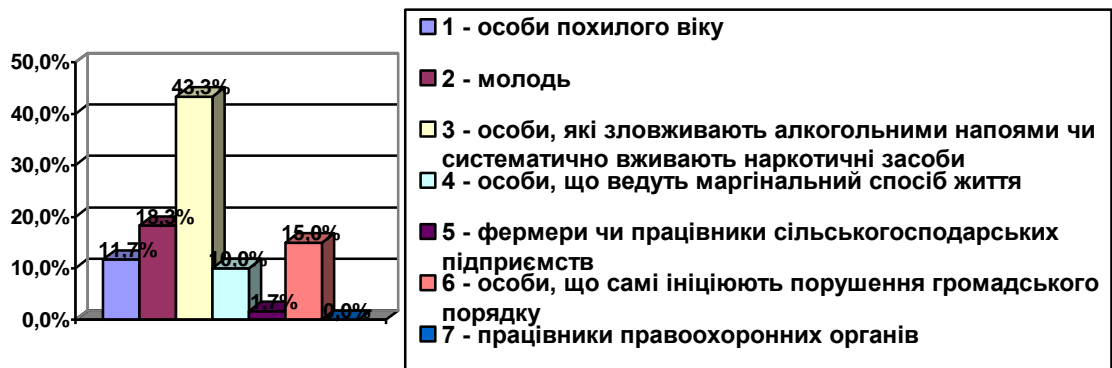 50,0%
40,0%
30,0%
20,0%
10,0%
0,0%
11,7%
18,3%
43,3%
10,0%
1,7%
15,0%
0,0%
1 - особи похилого віку
2 - молодь
3 - особи, які зловживають алкогольними напоями чи
систематично вживають наркотичні засоби
4 - особи, що ведуть маргінальний спосіб життя
5 - фермери чи працівники сільськогосподарських
підприємств
6 - особи, що самі ініціюють порушення громадського
порядку
7 - працівники правоохоронних органів